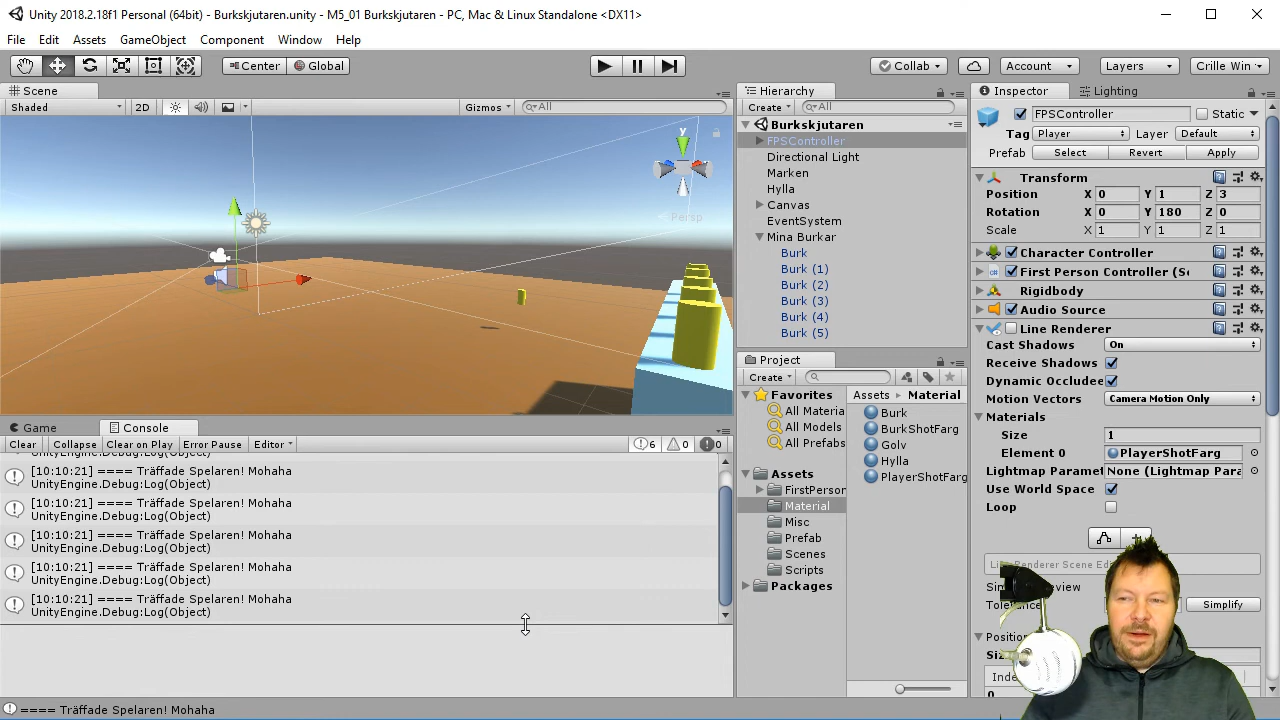 Unity 2018.2.18f1 Personal (64bit) - Burkskjutaren.unity - M5_01 Burkskjutaren - PC, Mac & Linux Standalone <DX11>
File Edit Assets GameObject Component Window Help
Center Global Collab Account Layers Crille Win
Scene
Shaded 2D Gizmos All
y
Persp
Hierarchy
Create All
Burkskjutaren
FPSController
Directional Light
Marken
Hylla
Canvas
EventSystem
Mina Burkar
Burk
Burk (1)
Burk (2)
Burk (3)
Burk (4)
Burk (5)
Project
Create
Favorites
All Materia
All Models
All Prefabs
Assets
FirstPerson
Material
Misc
Prefab
Scenes
Scripts
Packages
Assets Material
Burk
BurkShotFarg
Golv
Hylla
PlayerShotFarg
Inspector Lighting
FPSController Static
Tag Player Layer Default
Prefab Select Revert Apply
Transform
Position X 0 Y 1 Z 3
Rotation X 0 Y 180 Z 0
Scale X 1 Y 1 Z 1
Character Controller
First Person Controller (Sc
Rigidbody
Audio Source
Line Renderer
Cast Shadows On
Receive Shadows
Dynamic Occludee
Motion Vectors Camera Motion Only
Materials
Size 1
Element 0 PlayerShotFarg
Lightmap Paramet None (Lightmap Para
Use World Space
Loop
Simplify
Game Console
Clear Collapse Clear on Play Error Pause Editor 6 0 0
UnityEngine.Debug:Log(Object)
[10:10:21] ==== Träffade Spelaren! Mohaha
UnityEngine.Debug:Log(Object)
[10:10:21] ==== Träffade Spelaren! Mohaha
UnityEngine.Debug:Log(Object)
[10:10:21] ==== Träffade Spelaren! Mohaha
UnityEngine.Debug:Log(Object)
[10:10:21] ==== Träffade Spelaren! Mohaha
UnityEngine.Debug:Log(Object)
[10:10:21] ==== Träffade Spelaren! Mohaha
UnityEngine.Debug:Log(Object)
==== Träffade Spelaren! Mohaha